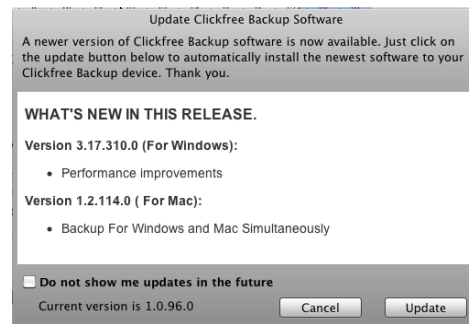 Update Clickfree Backup Software
A newer version of Clickfree Backup software is now available. Just click on
the update button below to automatically install the newest software to your
Clickfree Backup device. Thank you.
WHAT'S NEW IN THIS RELEASE.
Version 3.17.310.0 (For Windows):
• Performance improvements
Version 1.2.114.0 ( For Mac):
• Backup For Windows and Mac Simultaneously
Do not show me updates in the future
Current version is 1.0.96.0
Cancel
Update